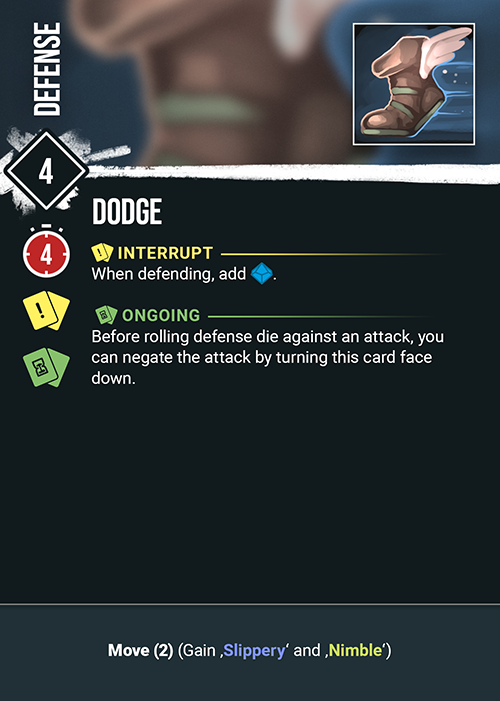 DEFENSE
4
DODGE
4
! INTERRUPT
When defending, add .
ONGOING
Before rolling defense die against an attack, you
can negate the attack by turning this card face
down.
!
Move (2) (Gain ‚Slippery‘ and ‚Nimble‘)